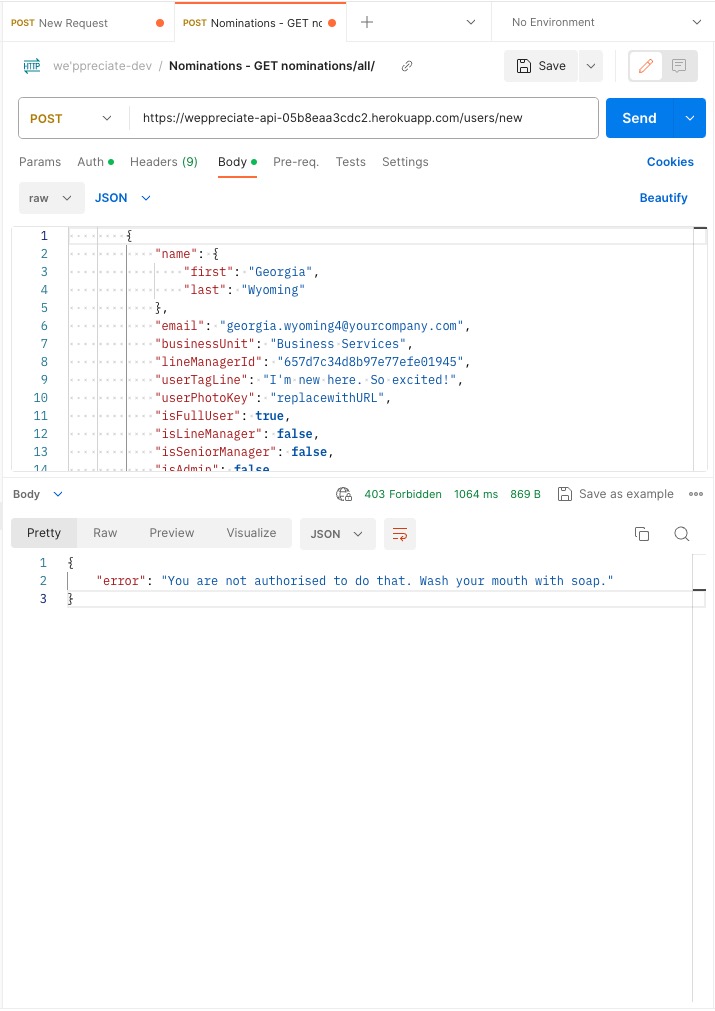 POST New Request
POST Nominations - GET no
No Environment
HTTP we'ppreciate-dev / Nominations - GET nominations/all/
Save
POST https://weppreciate-api-05b8eaa3cdc2.herokuapp.com/users/new Send
Params Auth Headers (9) Body Pre-req. Tests Settings Cookies
raw JSON Beautify
1 {
2 "name": {
3 "first": "Georgia",
4 "last": "Wyoming"
5 },
6 "email": "georgia.wyoming4@yourcompany.com",
7 "businessUnit": "Business Services",
8 "lineManagerId": "657d7c34d8b97e77efe01945",
9 "userTagLine": "I'm new here. So excited!",
10 "userPhotoKey": "replacewithURL",
11 "isFullUser": true,
12 "isLineManager": false,
13 "isSeniorManager": false,
14 "isAdmin": false
Body 403 Forbidden 1064 ms 869 B Save as example
Pretty Raw Preview Visualize JSON
1 {
2 "error": "You are not authorised to do that. Wash your mouth with soap."
3 }